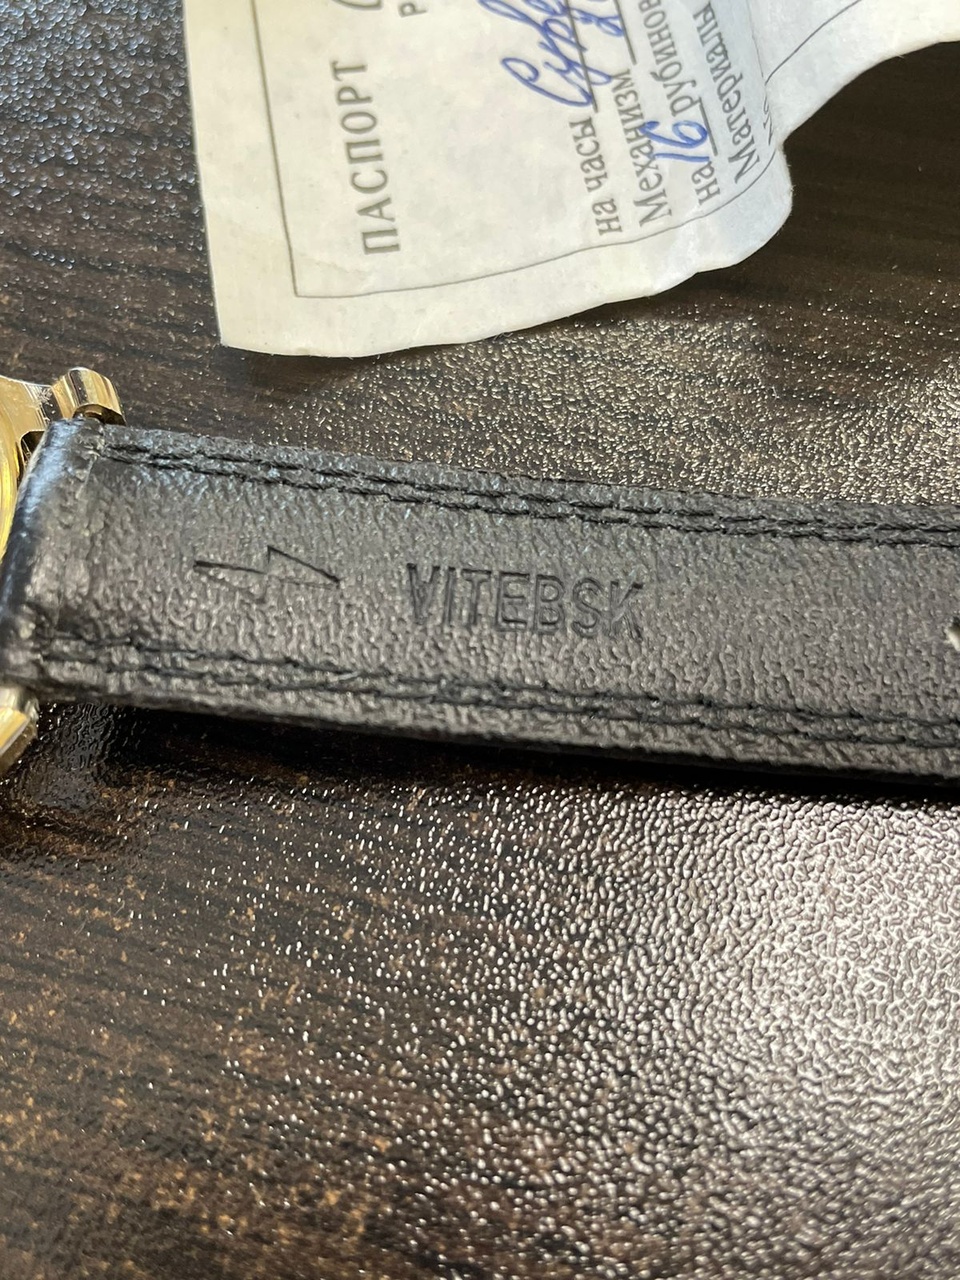 ПАСПОРТ
на часы
Механизм
на 16 рубинов
Материалы
VITEBSK